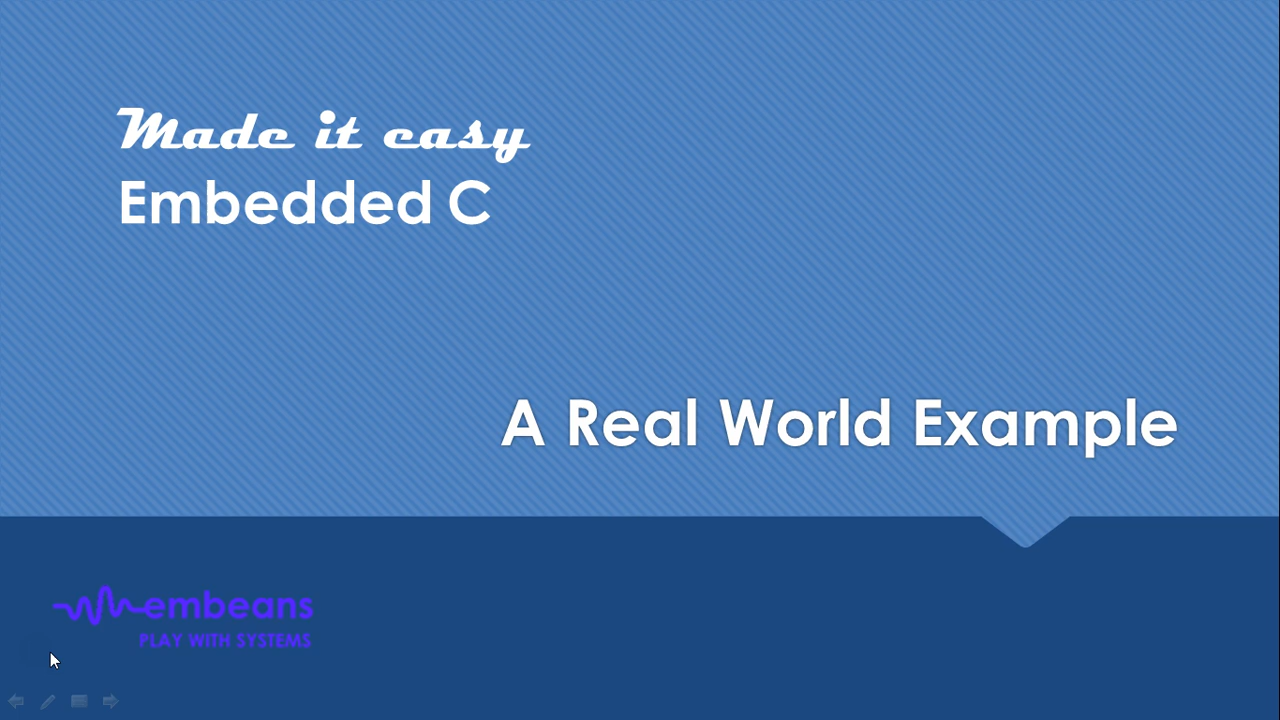 Made it easy
Embedded C
A Real World Example
embeans
PLAY WITH SYSTEMS